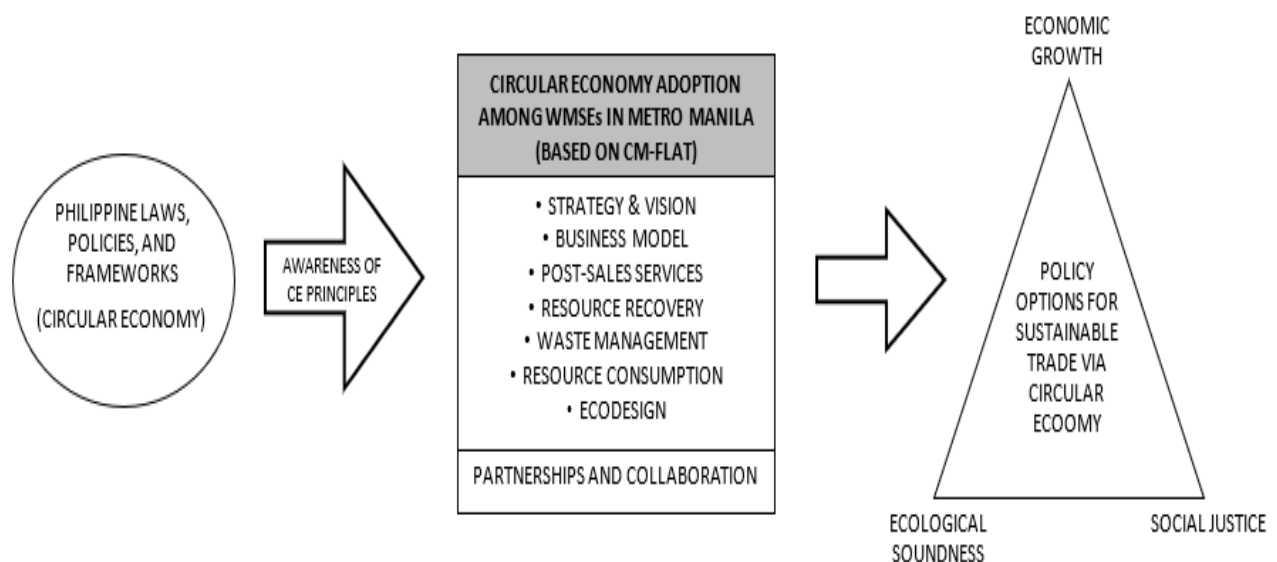 PHILIPPINE LAWS,
POLICIES, AND
FRAMEWORKS
(CIRCULAR ECONOMY)
AWARENESS OF
CE PRINCIPLES
CIRCULAR ECONOMY ADOPTION
AMONG WMSEs IN METRO MANILA
(BASED ON CM-FLAT)
• STRATEGY & VISION
• BUSINESS MODEL
• POST-SALES SERVICES
• RESOURCE RECOVERY
• WASTE MANAGEMENT
• RESOURCE CONSUMPTION
• ECODESIGN
PARTNERSHIPS AND COLLABORATION
ECONOMIC
GROWTH
POLICY
OPTIONS FOR
SUSTAINABLE
TRADE VIA
CIRCULAR
ECOOMY
ECOLOGICAL
SOUNDNESS
SOCIAL JUSTICE